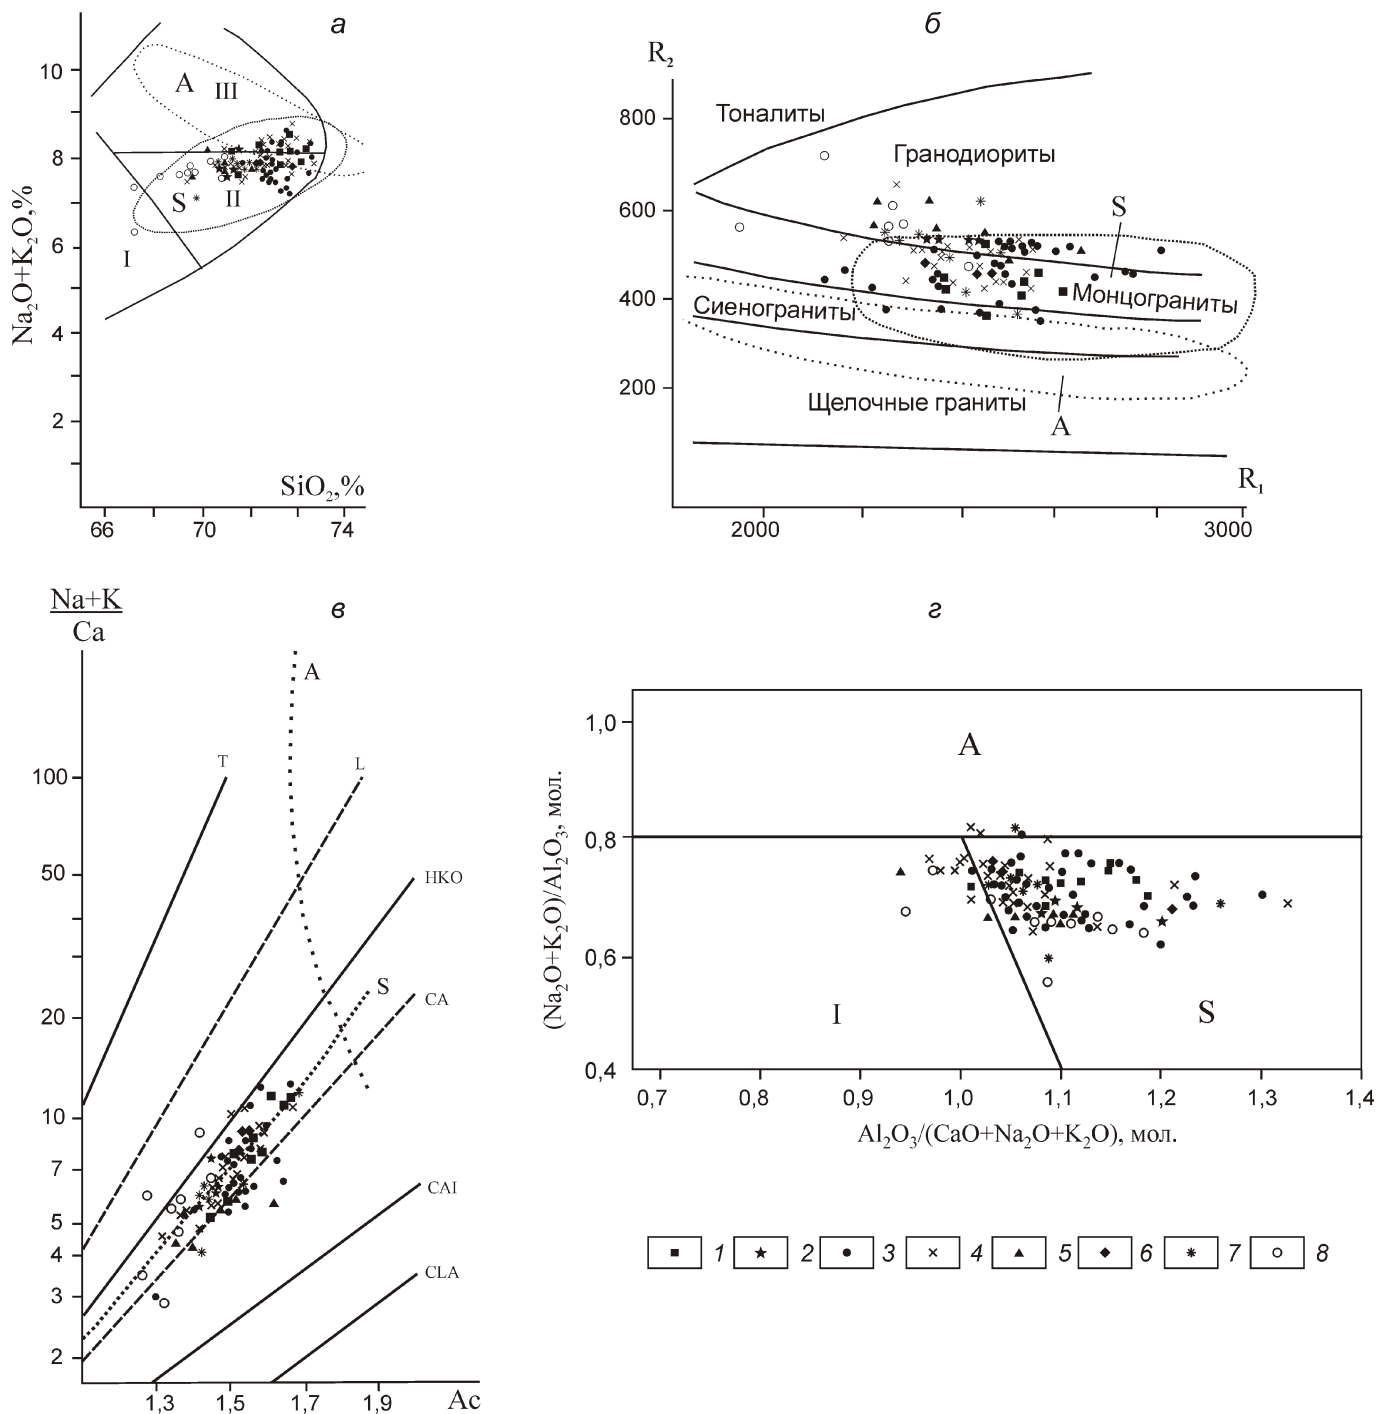 а
Na₂O+K₂O,%
10
8
6
4
2
A
III
S
II
I
SiO₂,%
66
70
74
б
R₂
800
600
400
200
Тоналиты
Гранодиориты
S
Монцограниты
Сиенограниты
Щелочные граниты
A
R₁
2000
3000
в
Na+K
Ca
A
T
L
100
50
HKO
S
CA
20
10
7
CAI
5
4
CLA
3
2
1,3
1,5
1,7
1,9
Ac
г
(Na₂O+K₂O)/Al₂O₃, мол.
1,0
A
0,8
0,6
I
S
0,4
0,7
0,8
0,9
1,0
1,1
1,2
1,3
1,4
Al₂O₃/(CaO+Na₂O+K₂O), мол.
1 2 3 4 5 6 7 8